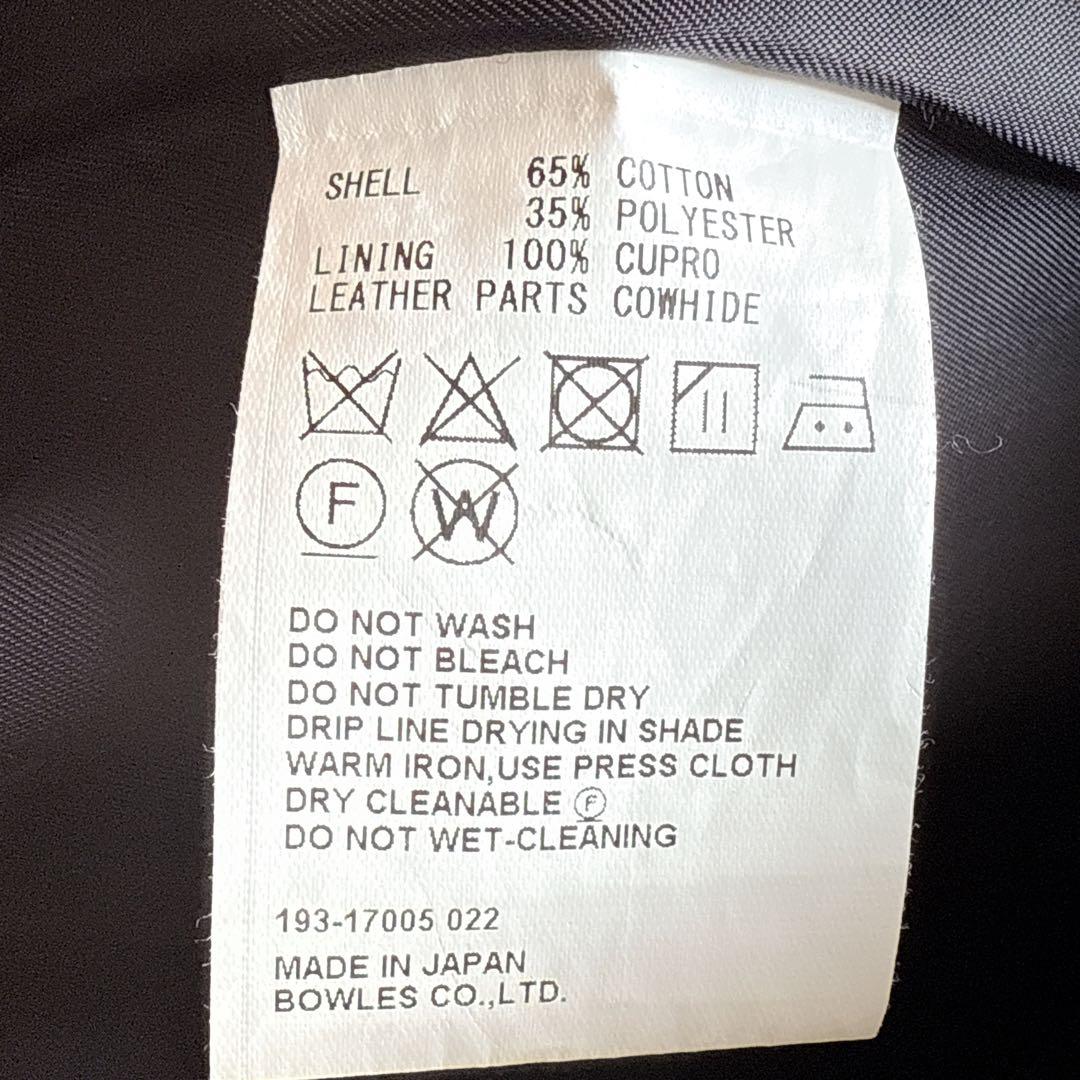 SHELL 65% COTTON
35% POLYESTER
LINING 100% CUPRO
LEATHER PARTS COWHIDE
F W
DO NOT WASH
DO NOT BLEACH
DO NOT TUMBLE DRY
DRIP LINE DRYING IN SHADE
WARM IRON,USE PRESS CLOTH
DRY CLEANABLE Ⓕ
DO NOT WET-CLEANING
193-17005 022
MADE IN JAPAN
BOWLES CO.,LTD.